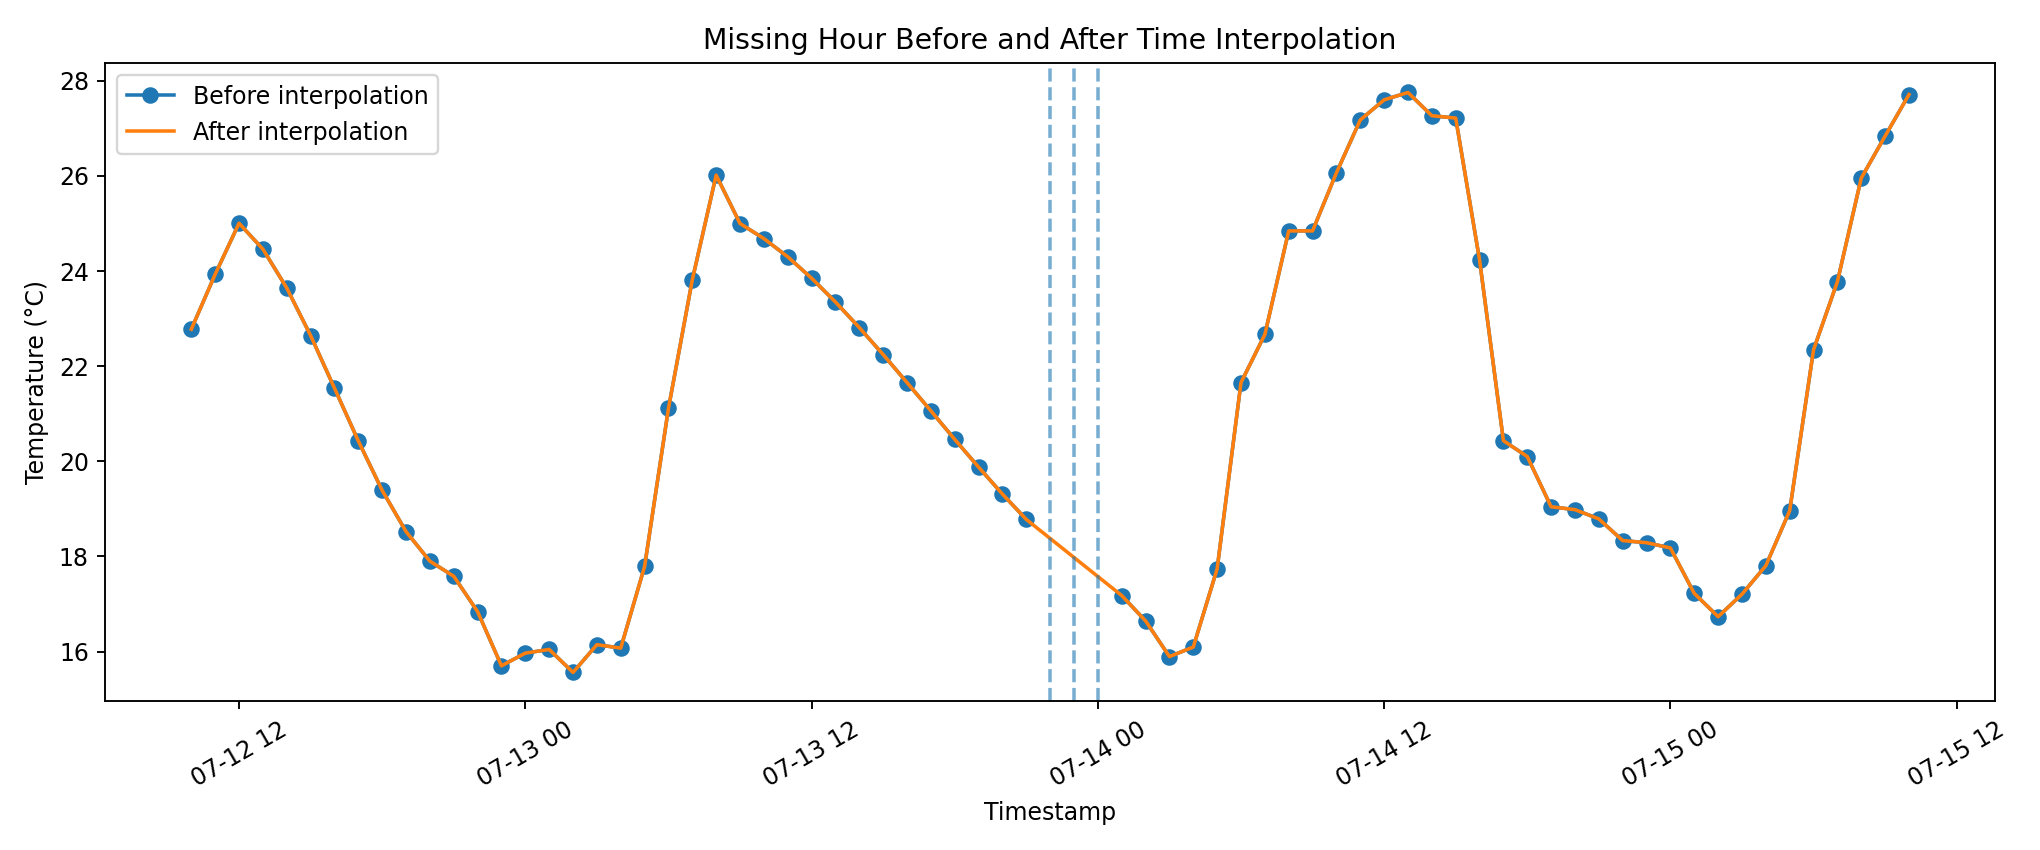 Missing Hour Before and After Time Interpolation
Before interpolation
After interpolation
28
26
24
22
20
18
16
Temperature (°C)
07-12 12
07-13 00
07-13 12
07-14 00
07-14 12
07-15 00
07-15 12
Timestamp